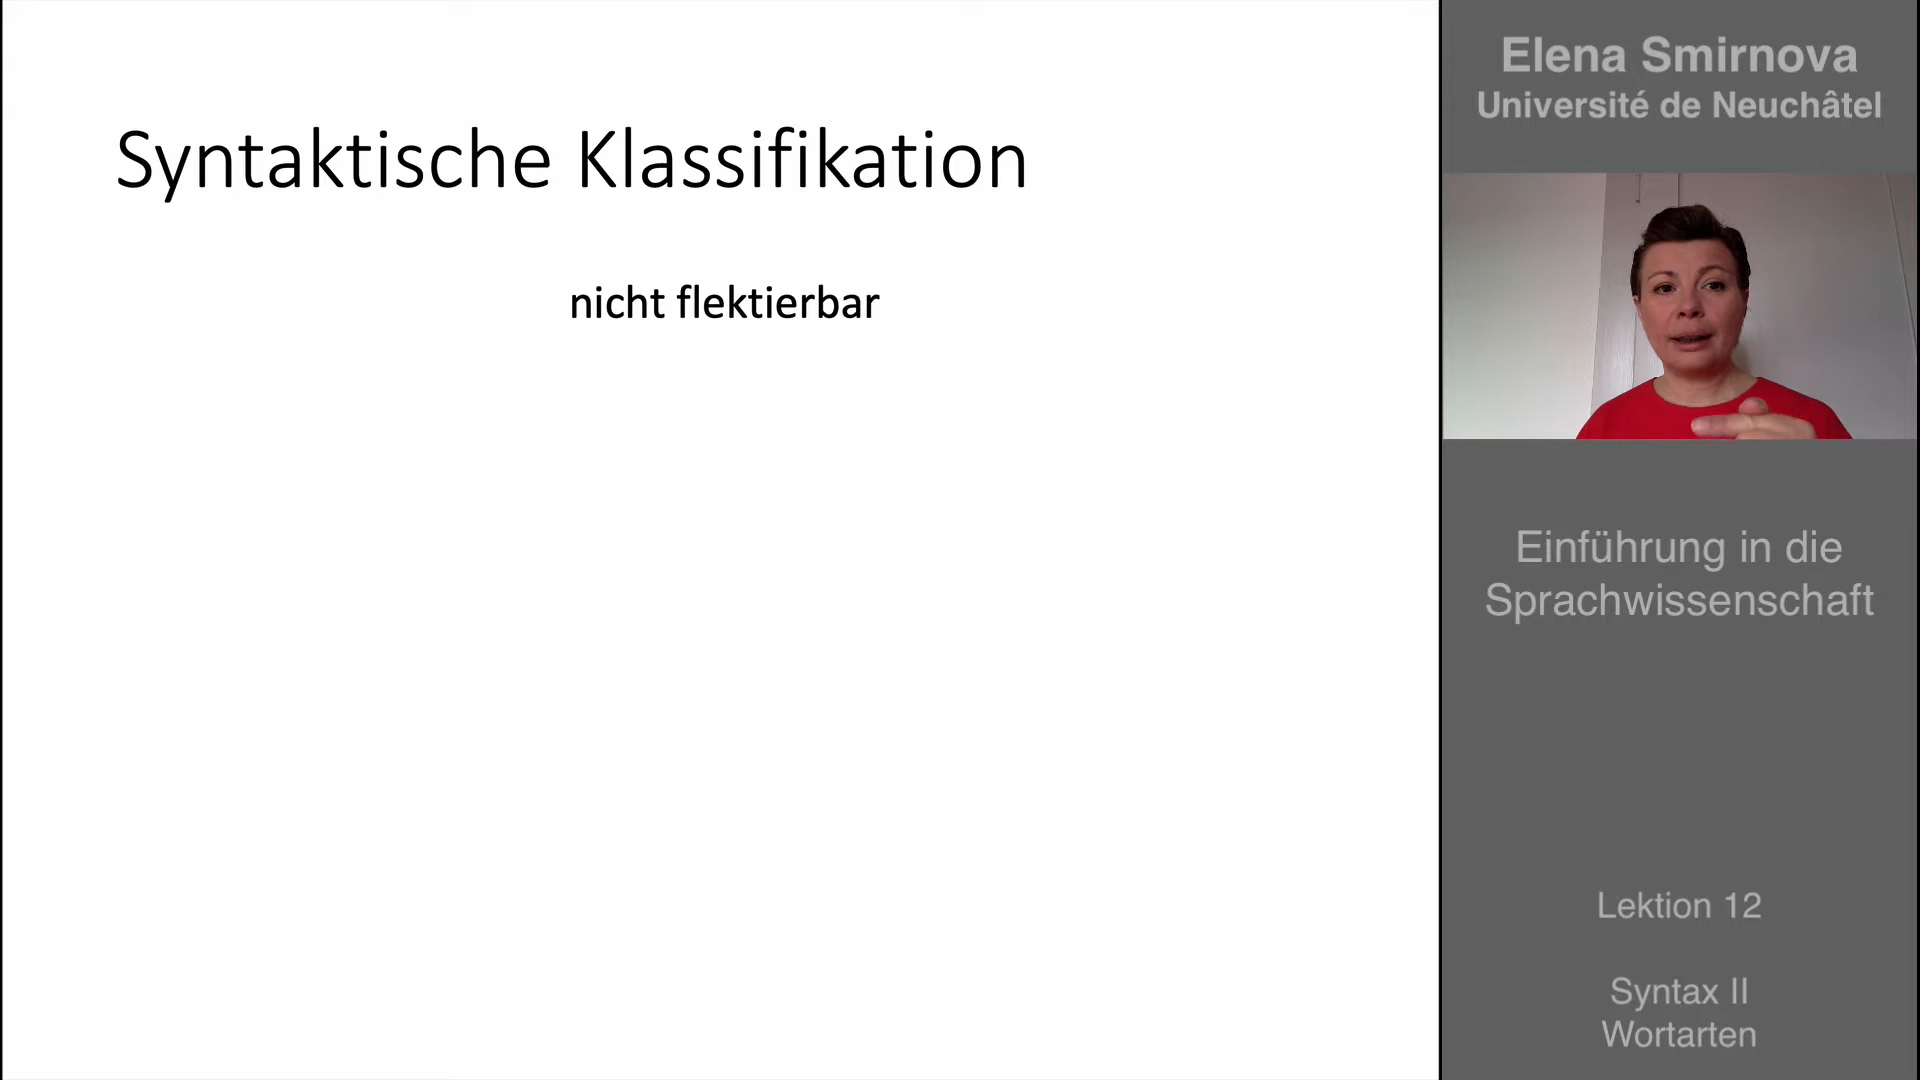 Syntaktische Klassifikation
nicht flektierbar
Elena Smirnova
Université de Neuchâtel
Einführung in die
Sprachwissenschaft
Lektion 12
Syntax II
Wortarten